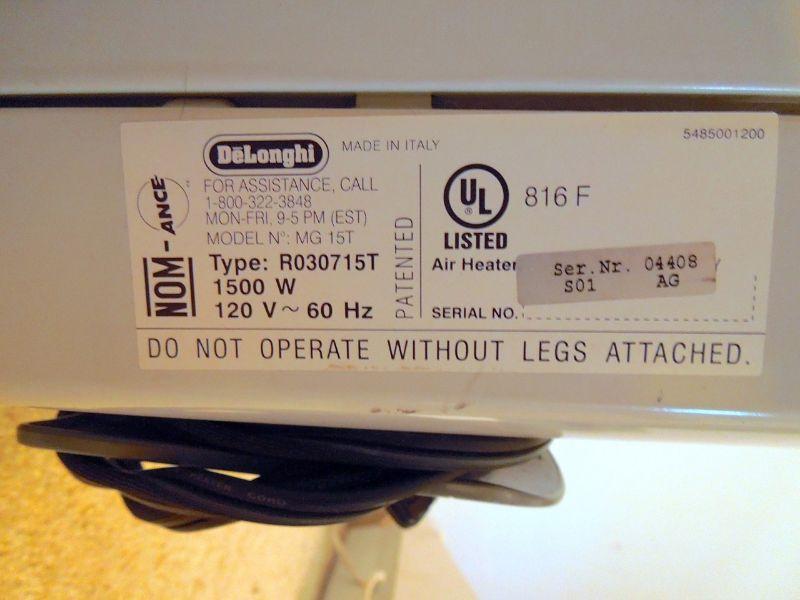 5485001200
DeLonghi
MADE IN ITALY
FOR ASSISTANCE, CALL
1-800-322-3848
MON-FRI, 9-5 PM (EST)
MODEL N°: MG 15T
Type: R030715T
1500 W
120 V~ 60 Hz
NOM-ANCE
PATENTED
UL
®
LISTED
816 F
Air Heater
Ser.Nr. 04408
S01 AG
SERIAL NO.
DO NOT OPERATE WITHOUT LEGS ATTACHED.